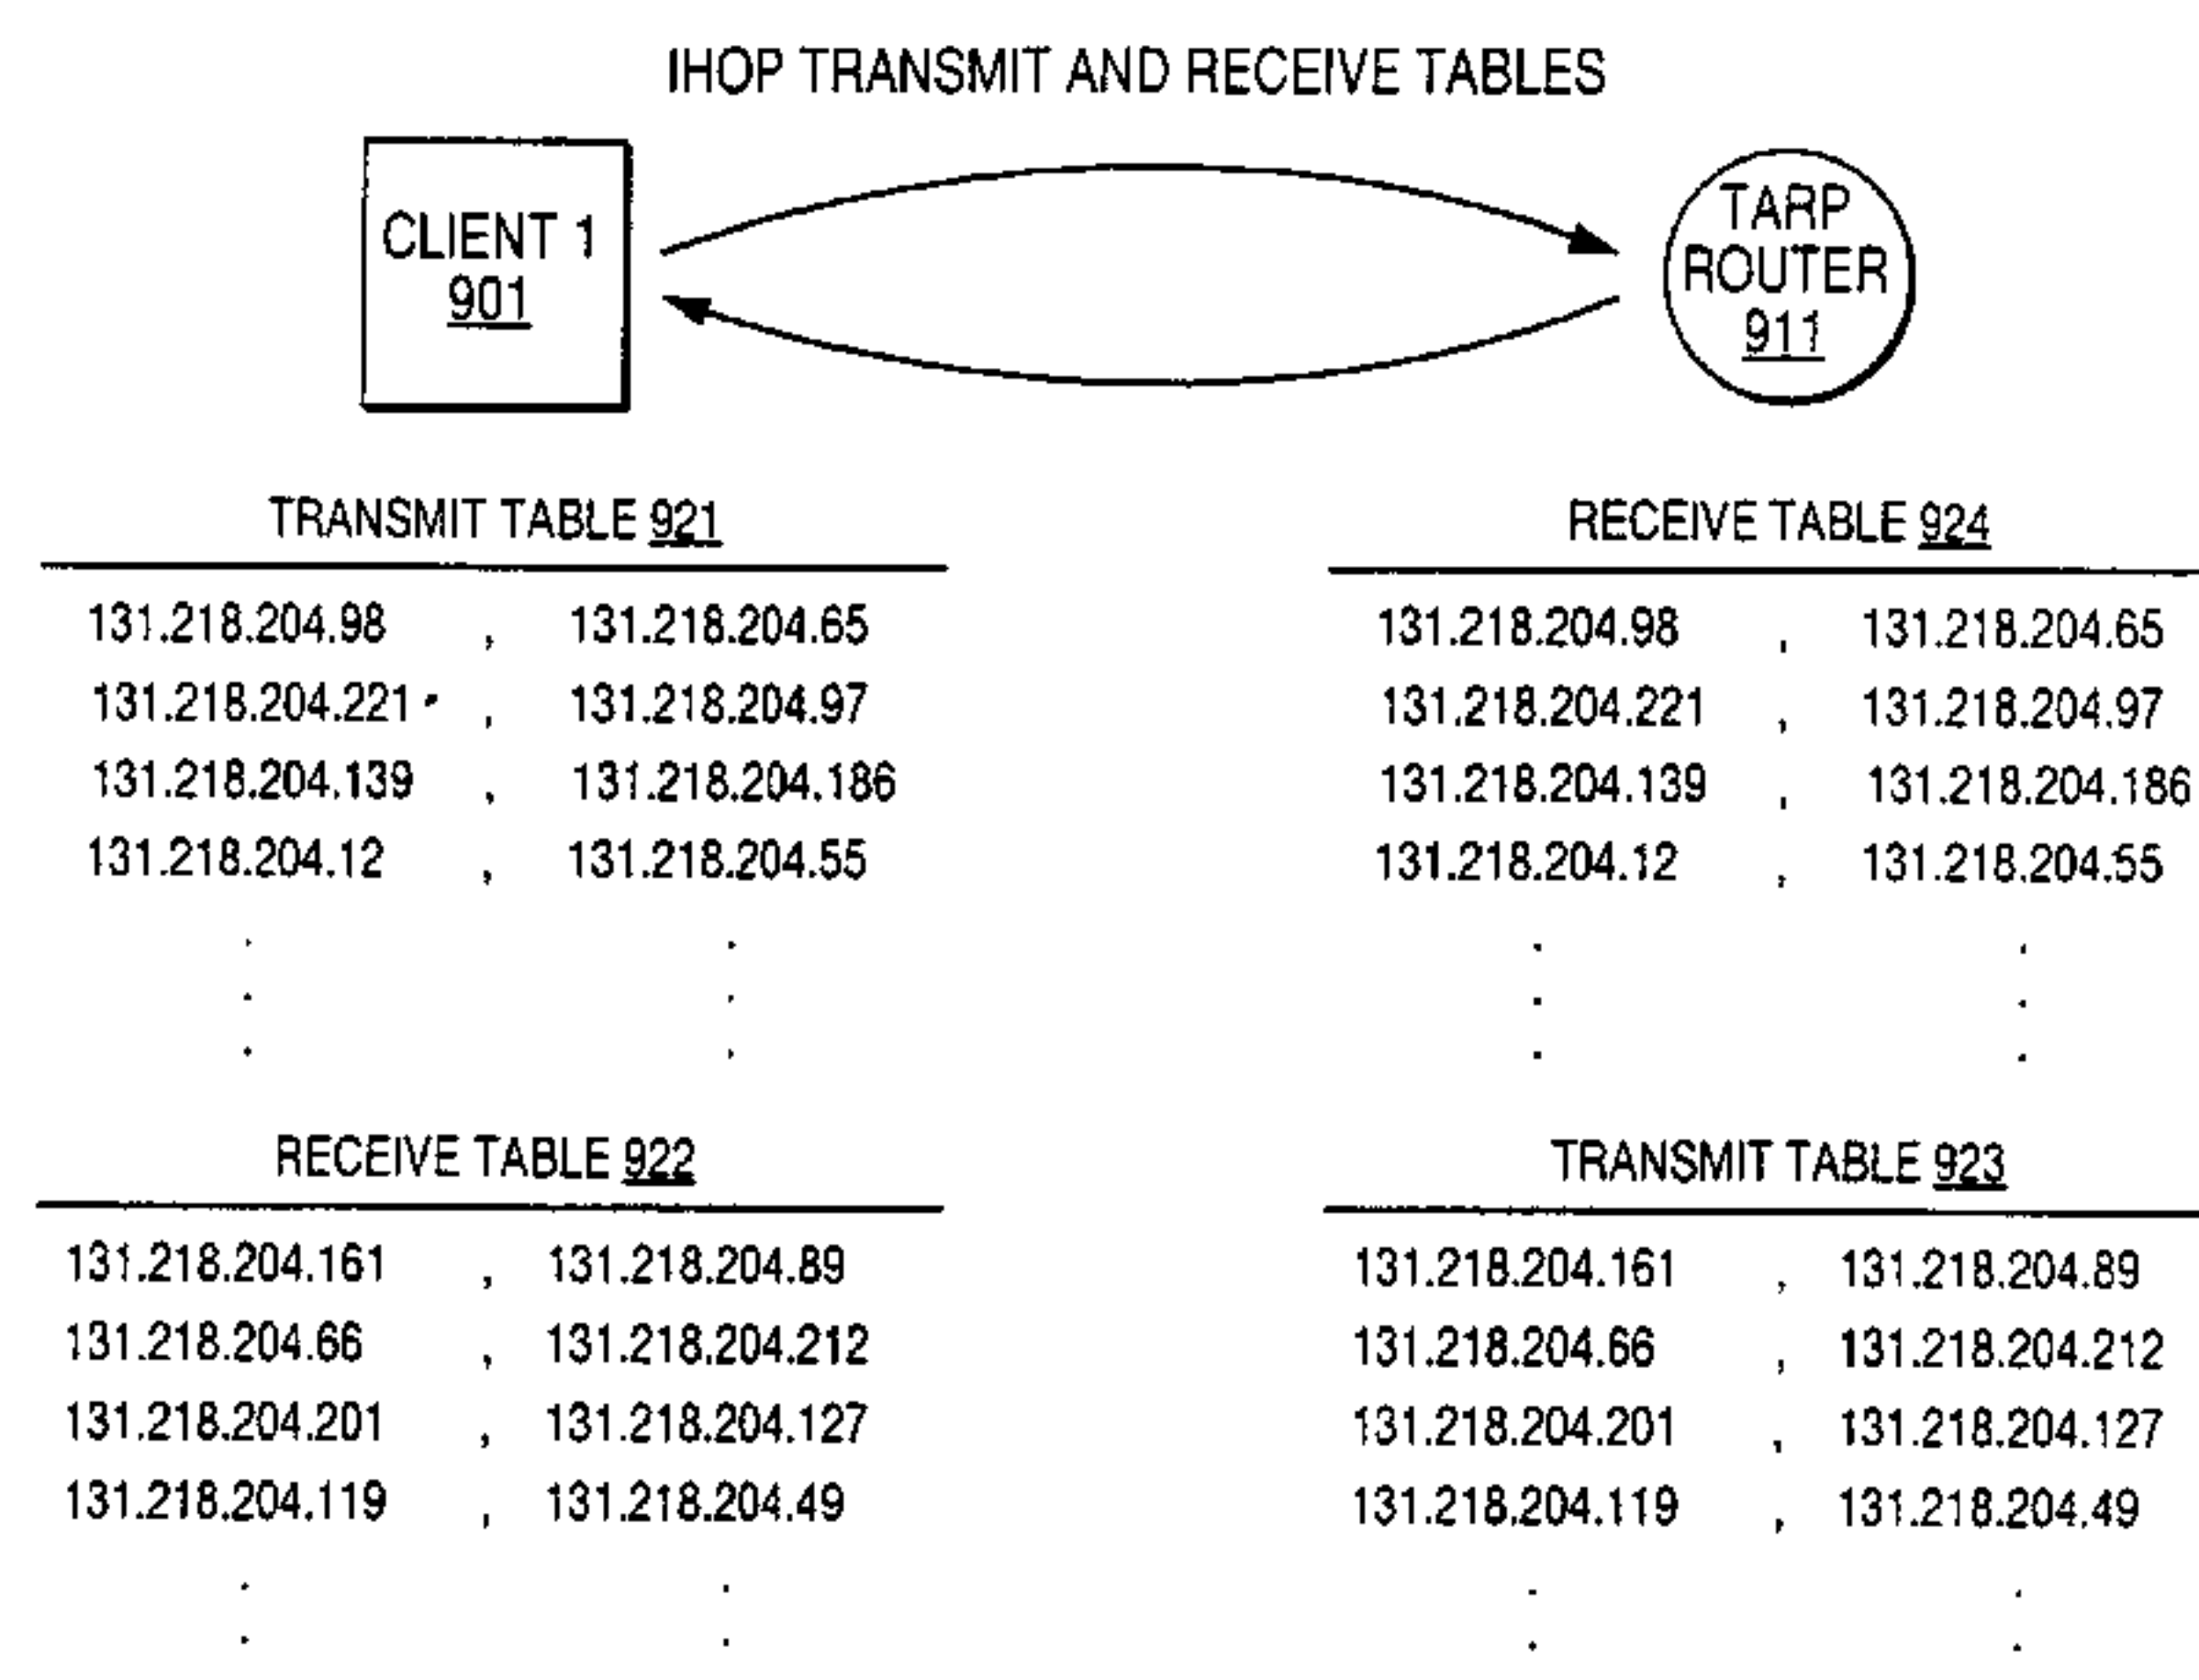 IHOP TRANSMIT AND RECEIVE TABLES
CLIENT 1
901
TARP
ROUTER
911
TRANSMIT TABLE 921
131.218.204.98 , 131.218.204.65
131.218.204.221 , 131.218.204.97
131.218.204.139 , 131.218.204.186
131.218.204.12 , 131.218.204.55
RECEIVE TABLE 924
131.218.204.98 , 131.218.204.65
131.218.204.221 , 131.218.204.97
131.218.204.139 , 131.218.204.186
131.218.204.12 , 131.218.204.55
RECEIVE TABLE 922
131.218.204.161 , 131.218.204.89
131.218.204.66 , 131.218.204.212
131.218.204.201 , 131.218.204.127
131.218.204.119 , 131.218.204.49
TRANSMIT TABLE 923
131.218.204.161 , 131.218.204.89
131.218.204.66 , 131.218.204.212
131.218.204.201 , 131.218.204.127
131.218.204.119 , 131.218.204.49